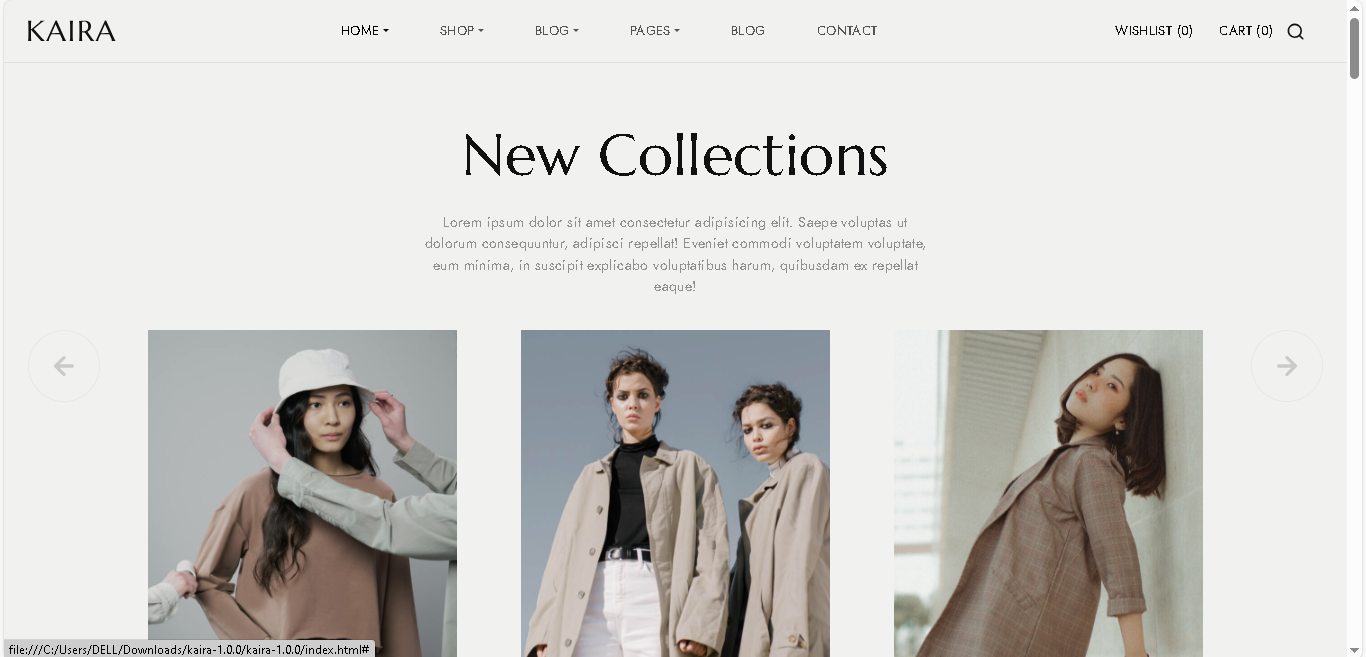 KAIRA
HOME
SHOP
BLOG
PAGES
BLOG
CONTACT
WISHLIST (0)
CART (0)
New Collections
Lorem ipsum dolor sit amet consectetur adipisicing elit. Saepe voluptas ut
dolorum consequuntur, adipisci repellat! Eveniet commodi voluptatem voluptate,
eum minima, in suscipit explicabo voluptatibus harum, quibusdam ex repellat
eaque!
file:///C:/Users/DELL/Downloads/kaira-1.0.0/kaira-1.0.0/index.html#